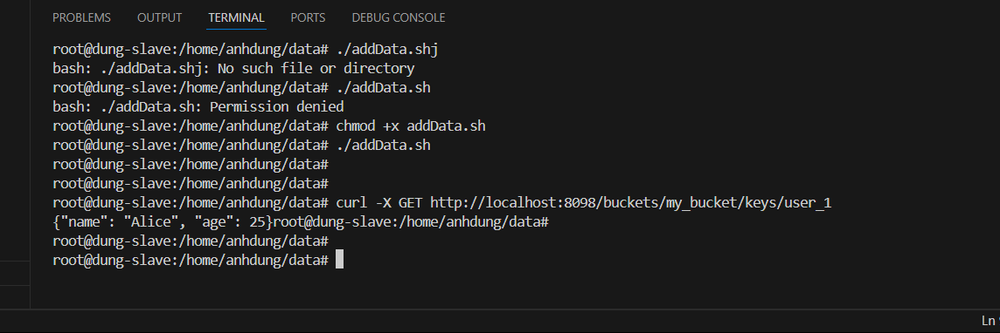 PROBLEMS OUTPUT TERMINAL PORTS DEBUG CONSOLE
root@dung-slave:/home/anhdung/data# ./addData.shj
bash: ./addData.shj: No such file or directory
root@dung-slave:/home/anhdung/data# ./addData.sh
bash: ./addData.sh: Permission denied
root@dung-slave:/home/anhdung/data# chmod +x addData.sh
root@dung-slave:/home/anhdung/data# ./addData.sh
root@dung-slave:/home/anhdung/data#
root@dung-slave:/home/anhdung/data#
root@dung-slave:/home/anhdung/data# curl -X GET http://localhost:8098/buckets/my_bucket/keys/user_1
{"name": "Alice", "age": 25}root@dung-slave:/home/anhdung/data#
root@dung-slave:/home/anhdung/data#
root@dung-slave:/home/anhdung/data#
Ln